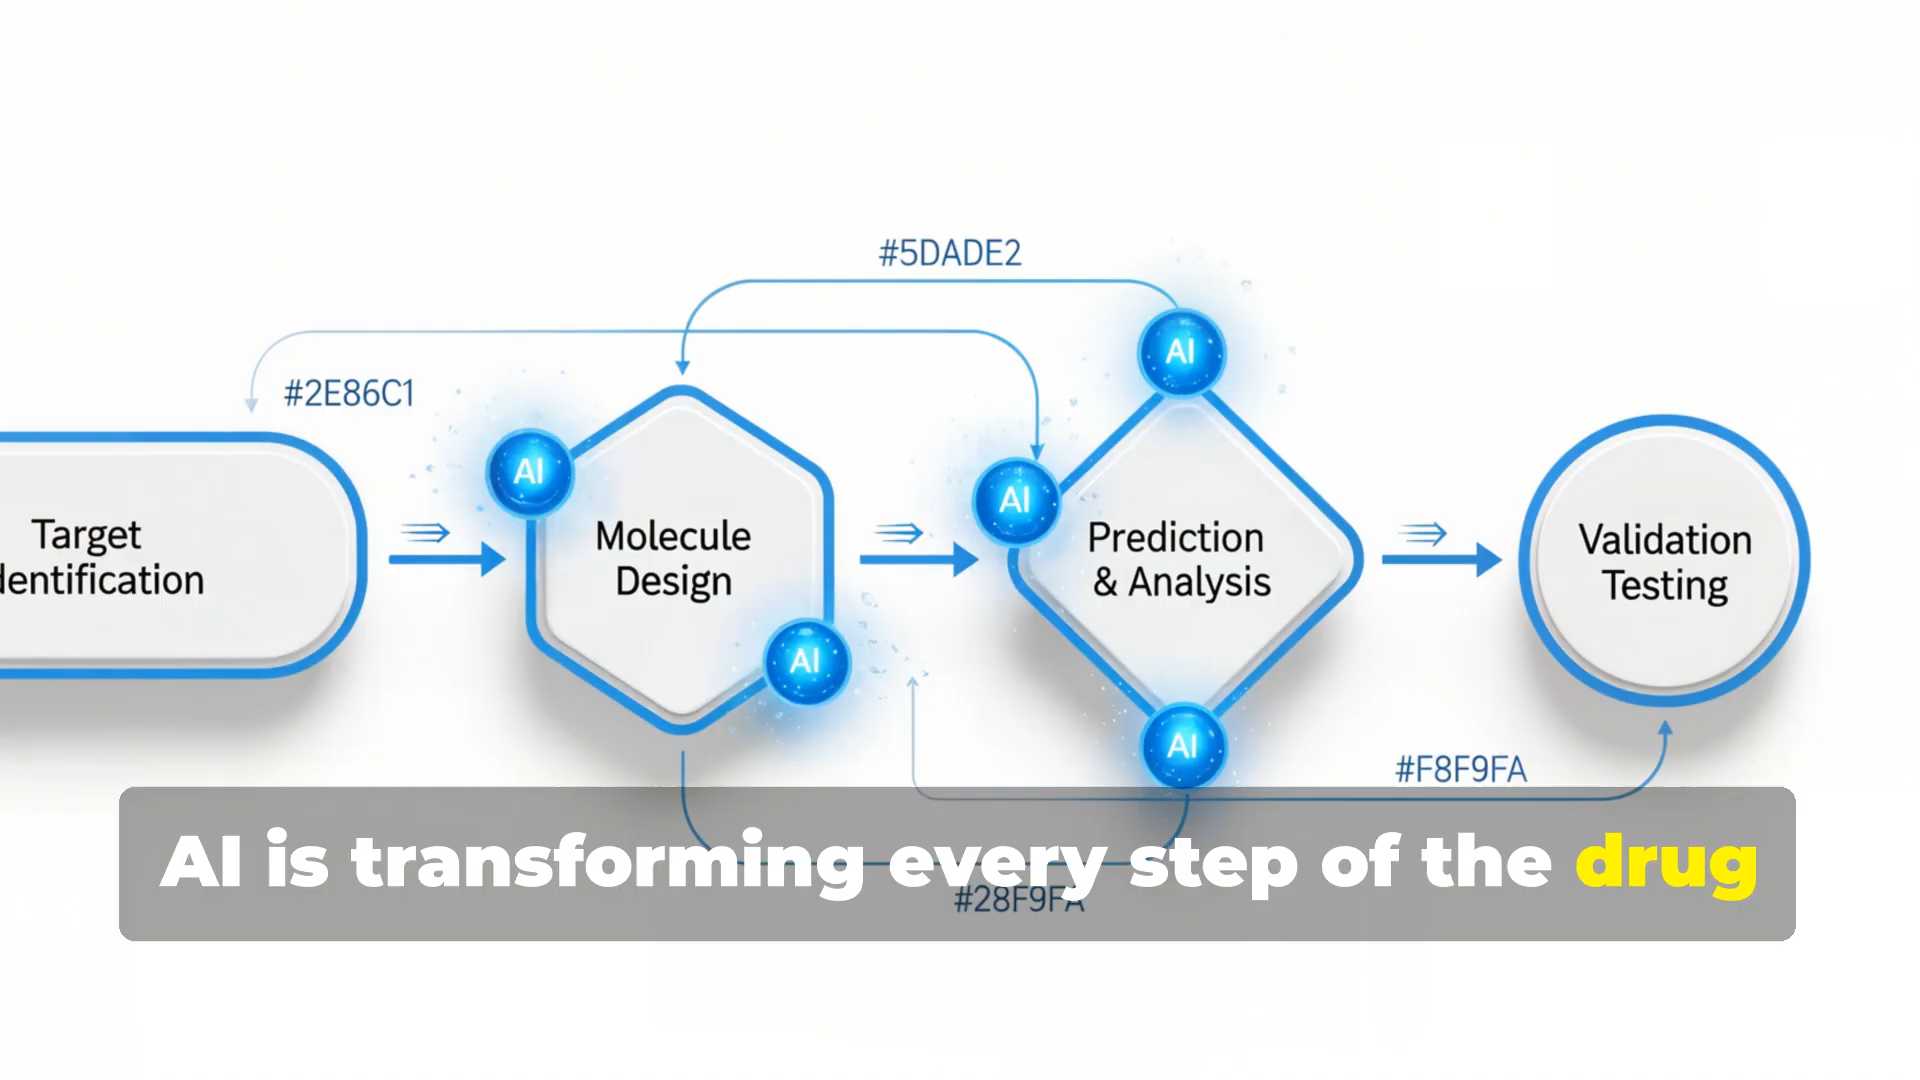 #5DADE2
#2E86C1
AI
AI
AI
Target
dentification
Molecule
Design
Prediction
& Analysis
Validation
Testing
AI
AI
#F8F9FA
AI is transforming every step of the drug
#28F9FA